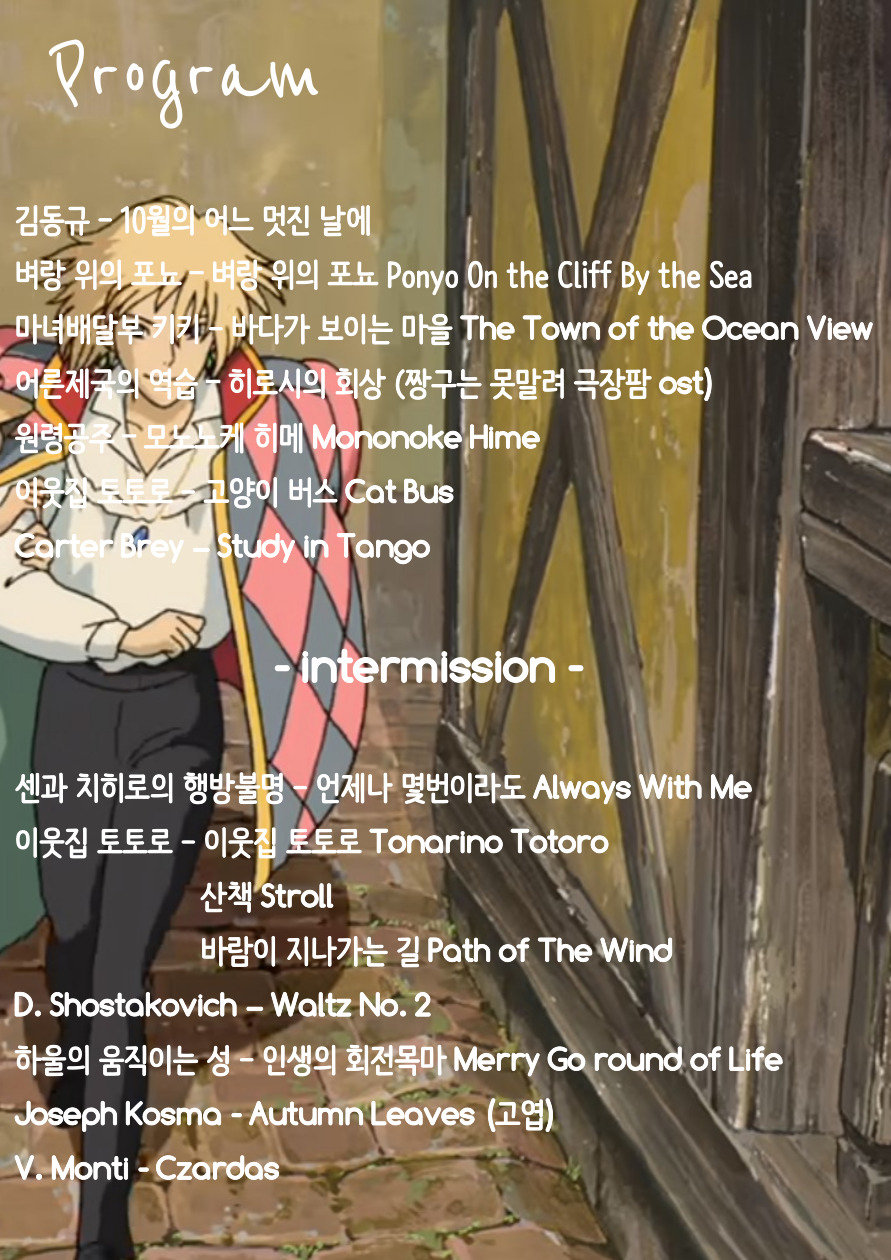 Program
김동규 - 10월의 어느 멋진 날에
벼랑 위의 포뇨 - 벼랑 위의 포뇨 Ponyo On the Cliff By the Sea
마녀배달부 키키 - 바다가 보이는 마을 The Town of the Ocean View
어른제국의 역습 - 히로시의 회상 (짱구는 못말려 극장팜 ost)
원령공주 - 모노노케 히메 Mononoke Hime
이웃집 토토로 - 고양이 버스 Cat Bus
Carter Brey – Study in Tango
- intermission -
센과 치히로의 행방불명 - 언제나 몇번이라도 Always With Me
이웃집 토토로 - 이웃집 토토로 Tonarino Totoro
산책 Stroll
바람이 지나가는 길 Path of The Wind
D. Shostakovich – Waltz No. 2
하울의 움직이는 성 - 인생의 회전목마 Merry Go round of Life
Joseph Kosma - Autumn Leaves (고엽)
V. Monti - Czardas